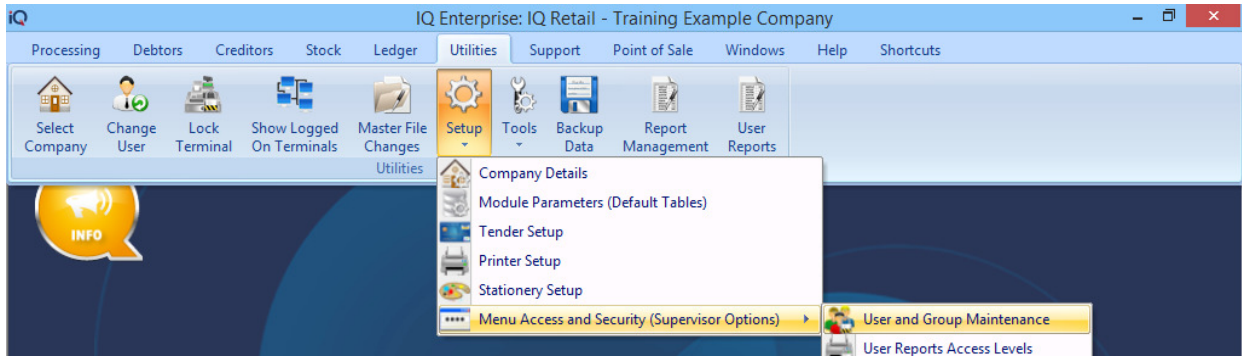 iQ IQ Enterprise: IQ Retail - Training Example Company
Processing Debtors Creditors Stock Ledger Utilities Support Point of Sale Windows Help Shortcuts
Select Change Lock Show Logged Master File Setup Tools Backup Report User
Company User Terminal On Terminals Changes Data Management Reports
Utilities
Company Details
Module Parameters (Default Tables)
INFO
Tender Setup
Printer Setup
Stationery Setup
Menu Access and Security (Supervisor Options) User and Group Maintenance
User Reports Access Levels